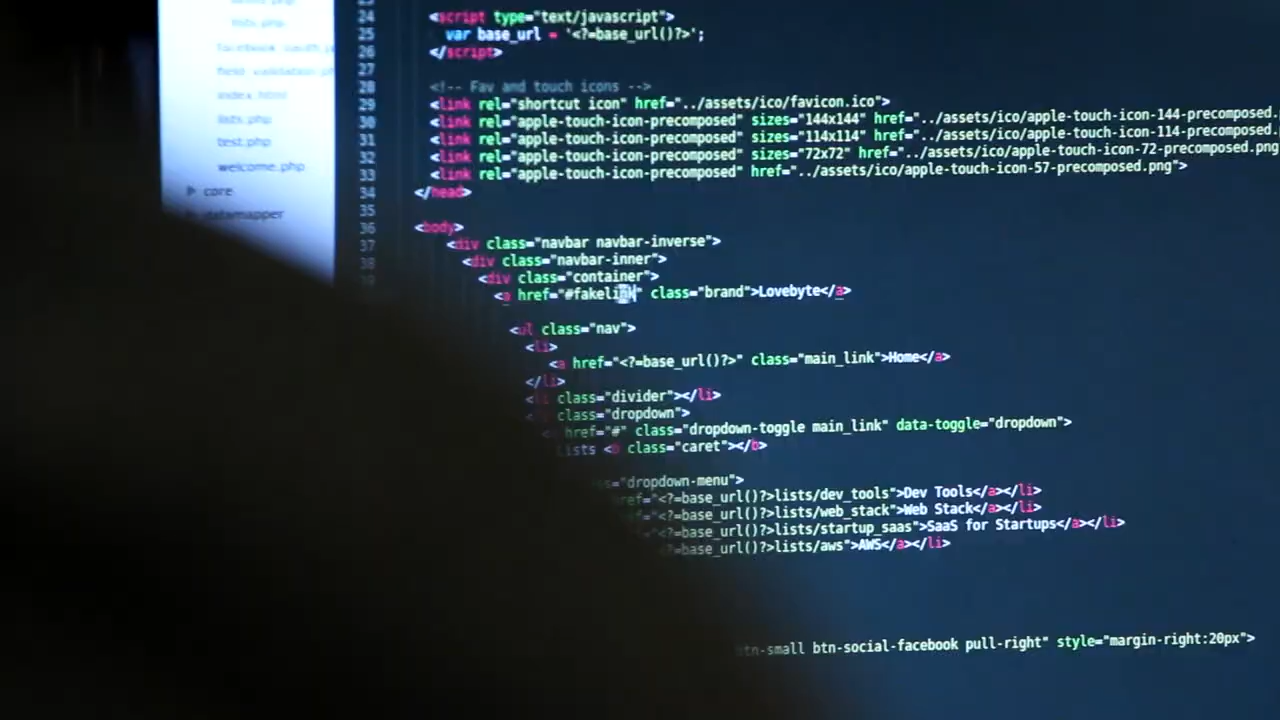 lists.php
index.html
lists.php
test.php
welcome.php
core
datamapper
24 <script type="text/javascript">
25 var base_url = '<?=base_url()?>';
26 </script>
27
28 <!-- Fav and touch icons -->
29 <link rel="shortcut icon" href="../assets/ico/favicon.ico">
30 <link rel="apple-touch-icon-precomposed" sizes="144x144" href="../assets/ico/apple-touch-icon-144-precomposed.
31 <link rel="apple-touch-icon-precomposed" sizes="114x114" href="../assets/ico/apple-touch-icon-114-precomposed.
32 <link rel="apple-touch-icon-precomposed" sizes="72x72" href="../assets/ico/apple-touch-icon-72-precomposed.png
33 <link rel="apple-touch-icon-precomposed" href="../assets/ico/apple-touch-icon-57-precomposed.png">
34 </head>
35
36 <body>
37 <div class="navbar navbar-inverse">
38 <div class="navbar-inner">
<div class="container">
<a href="#fakelink" class="brand">Lovebyte</a>
<ul class="nav">
<li>
<a href="<?=base_url()?>" class="main_link">Home</a>
</li>
<li class="divider"></li>
class="dropdown">
href="#" class="dropdown-toggle main_link" data-toggle="dropdown">
Lists <b class="caret"></b>
="dropdown-menu">
href="<?=base_url()?>lists/dev_tools">Dev Tools</a></li>
="<?=base_url()?>lists/web_stack">Web Stack</a></li>
="<?=base_url()?>lists/startup_saas">SaaS for Startups</a></li>
=base_url()?>lists/aws">AWS</a></li>
btn-small btn-social-facebook pull-right" style="margin-right:20px">